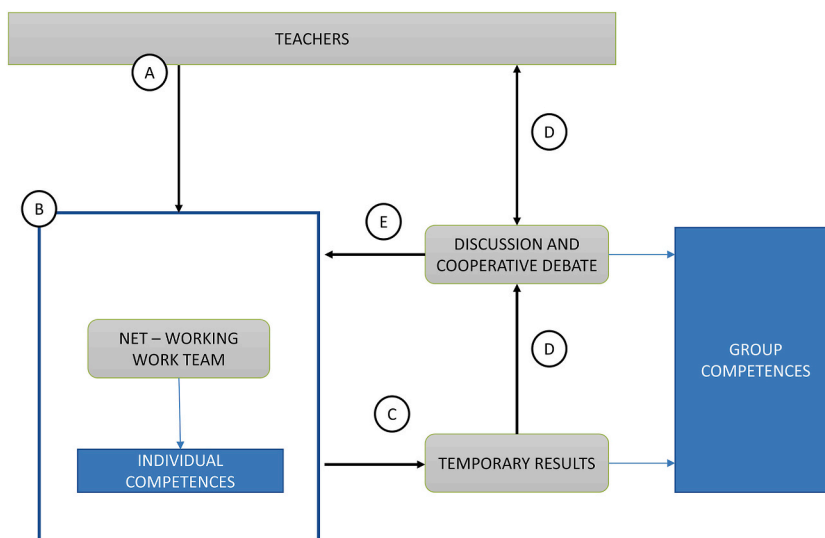 TEACHERS
A
D
B
E
DISCUSSION AND
COOPERATIVE DEBATE
NET – WORKING
WORK TEAM
D
GROUP
COMPETENCES
C
INDIVIDUAL
COMPETENCES
TEMPORARY RESULTS